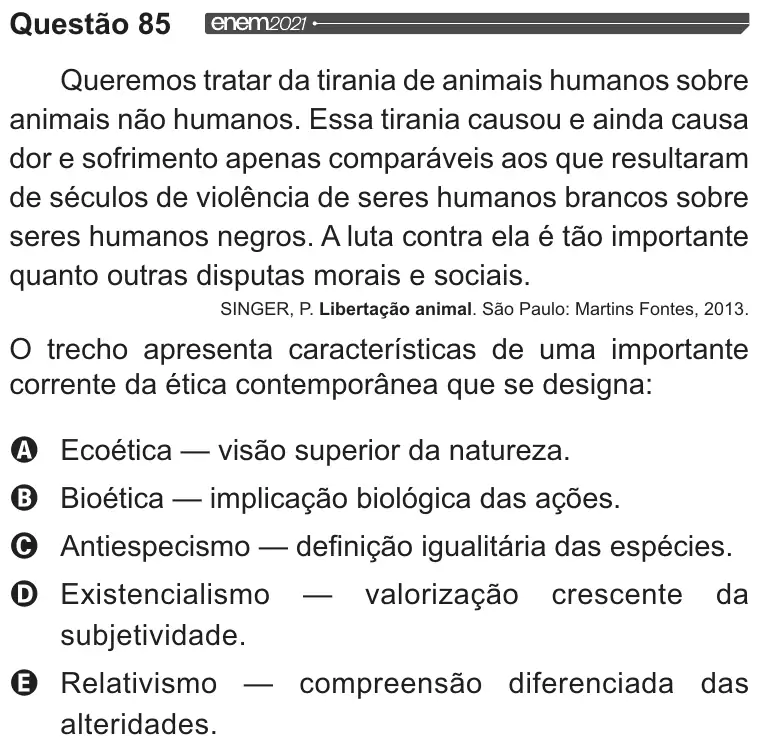 Questão 85 enem2021
Queremos tratar da tirania de animais humanos sobre
animais não humanos. Essa tirania causou e ainda causa
dor e sofrimento apenas comparáveis aos que resultaram
de séculos de violência de seres humanos brancos sobre
seres humanos negros. A luta contra ela é tão importante
quanto outras disputas morais e sociais.
SINGER, P. Libertação animal. São Paulo: Martins Fontes, 2013.
O trecho apresenta características de uma importante
corrente da ética contemporânea que se designa:
A Ecoética — visão superior da natureza.
B Bioética — implicação biológica das ações.
C Antiespecismo — definição igualitária das espécies.
D Existencialismo — valorização crescente da
subjetividade.
E Relativismo — compreensão diferenciada das
alteridades.